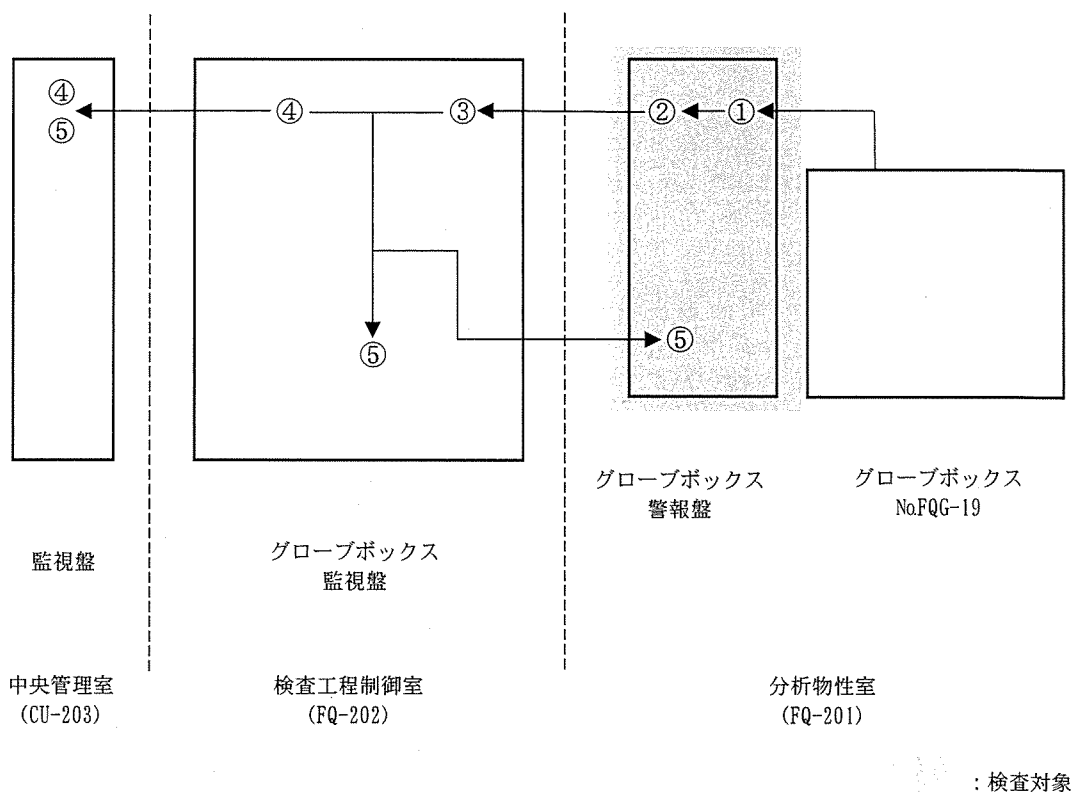 ④
⑤
④
③
②
①
⑤
⑤
グローブボックス
警報盤
グローブボックス
No.FQG-19
監視盤
グローブボックス
監視盤
中央管理室
(CU-203)
検査工程制御室
(FQ-202)
分析物性室
(FQ-201)
：検査対象